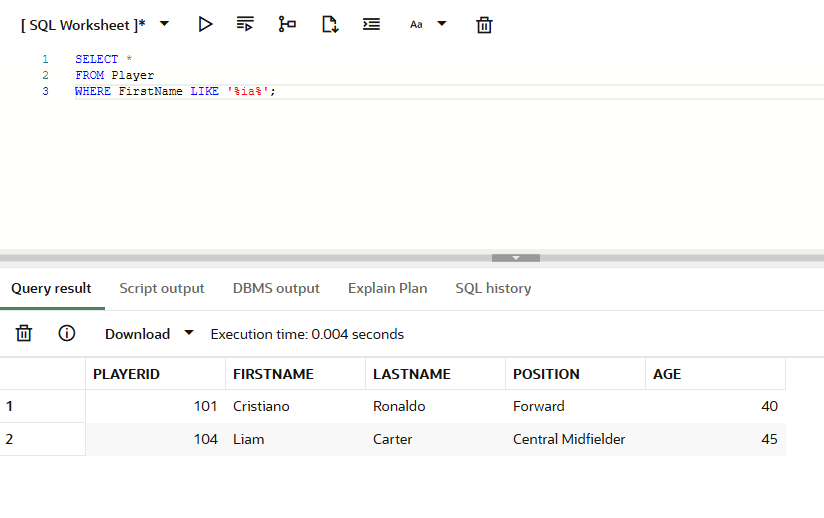 [ SQL Worksheet ]* Aa
1 SELECT *
2 FROM Player
3 WHERE FirstName LIKE '%ia%';
Query result Script output DBMS output Explain Plan SQL history
Download Execution time: 0.004 seconds
PLAYERID FIRSTNAME LASTNAME POSITION AGE
1 101 Cristiano Ronaldo Forward 40
2 104 Liam Carter Central Midfielder 45